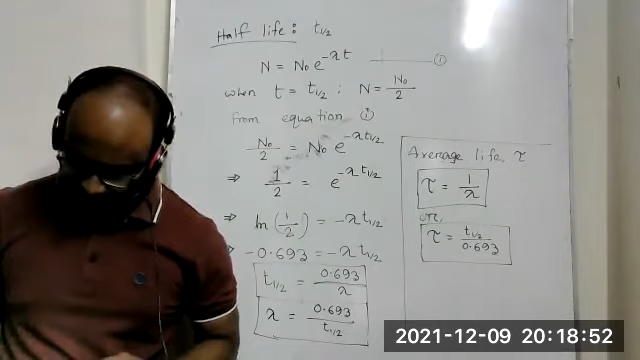 Half life: t1/2
N = N₀ e^-λt ①
when t = t1/2 ; N = N₀/2
from equation ①
N₀/2 = N₀ e^-λt1/2
⇒ 1/2 = e^-λt1/2
⇒ ln(1/2) = -λt1/2
⇒ -0.693 = -λt1/2
t1/2 = 0.693/λ
λ = 0.693/t1/2
Average life, τ
τ = 1/λ
or,
τ = t1/2/0.693
2021-12-09 20:18:52